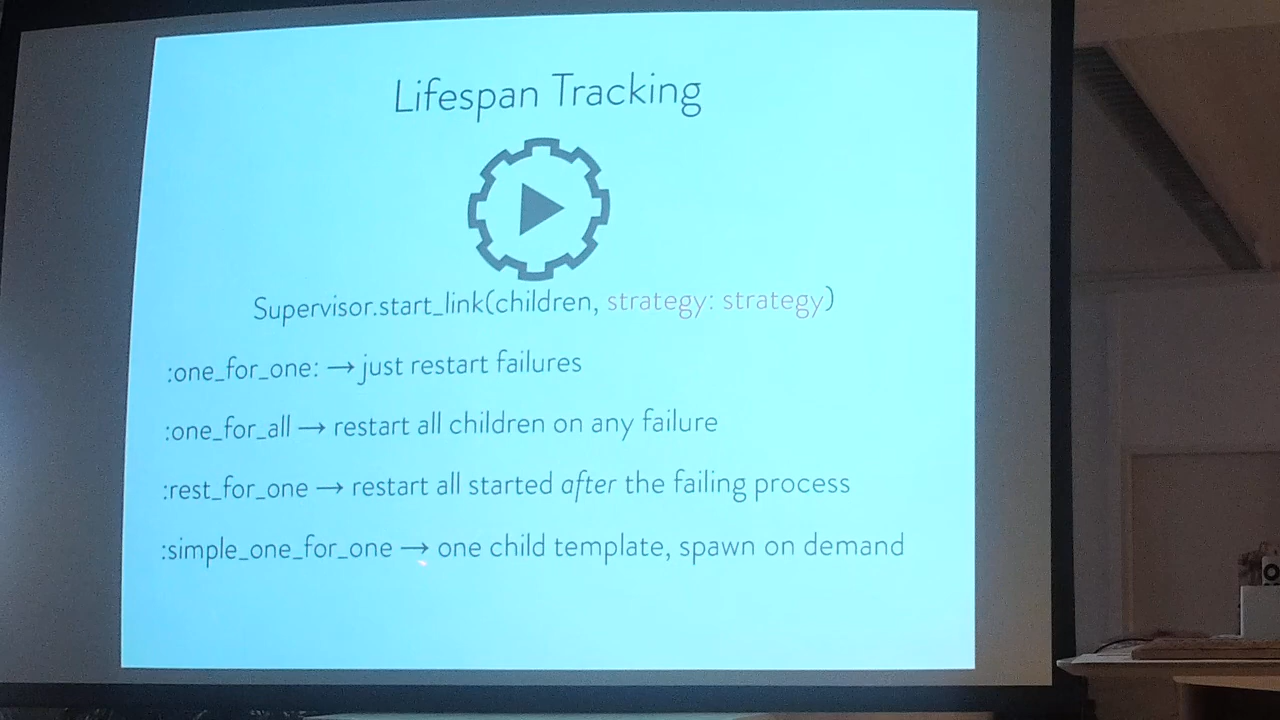 Lifespan Tracking
Supervisor.start_link(children, strategy: strategy)
:one_for_one: → just restart failures
:one_for_all → restart all children on any failure
:rest_for_one → restart all started after the failing process
:simple_one_for_one → one child template, spawn on demand